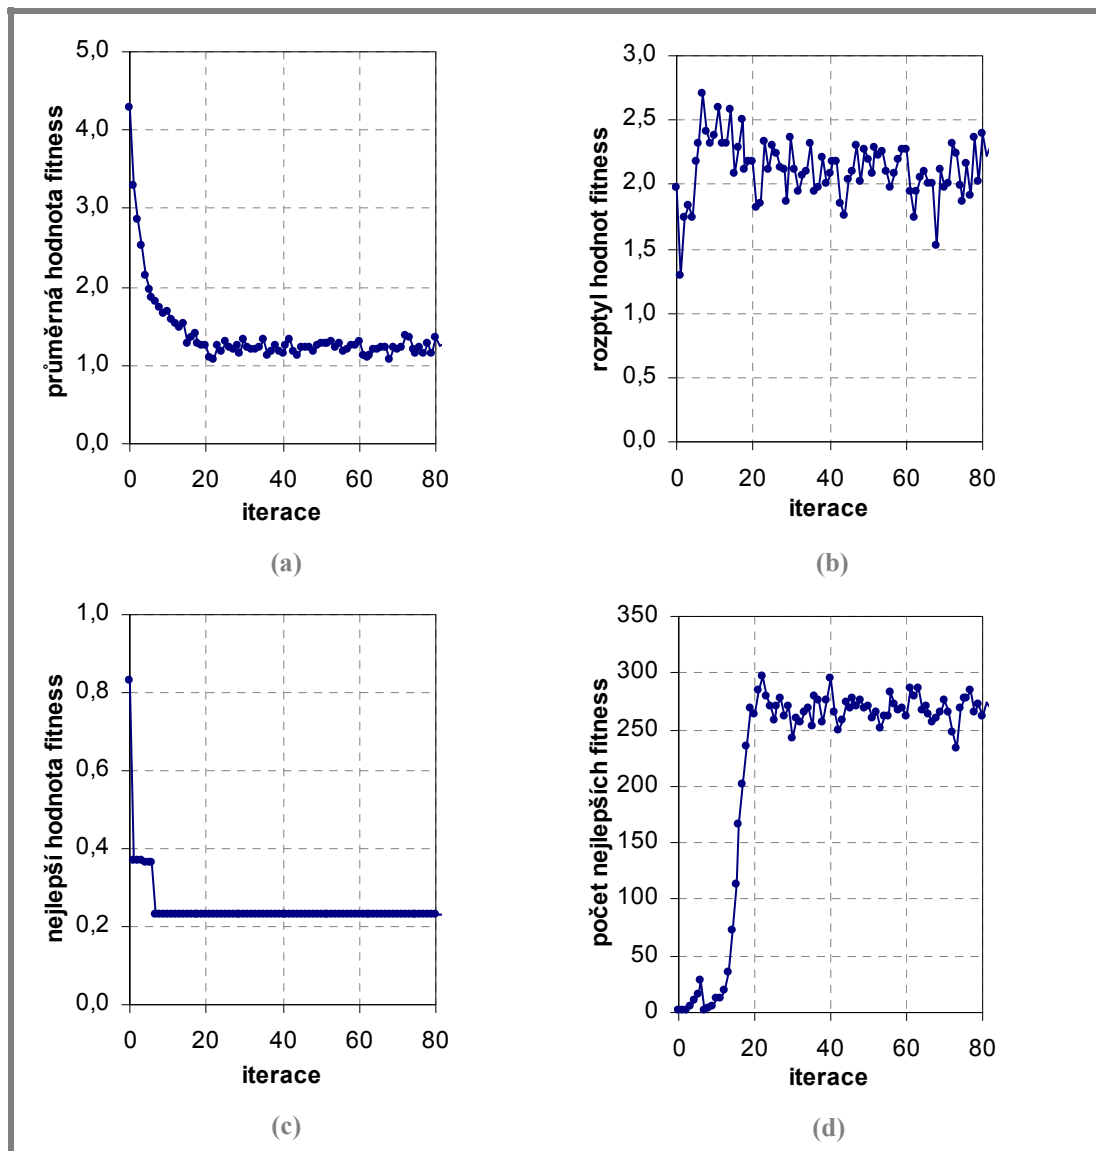 5,0
4,0
3,0
2,0
1,0
0,0
průměrná hodnota fitness
0 20 40 60 80
iterace
(a)
3,0
2,5
2,0
1,5
1,0
0,5
0,0
rozptyl hodnot fitness
0 20 40 60 80
iterace
(b)
1,0
0,8
0,6
0,4
0,2
0,0
nejlepší hodnota fitness
0 20 40 60 80
iterace
(c)
350
300
250
200
150
100
50
0
počet nejlepších fitness
0 20 40 60 80
iterace
(d)